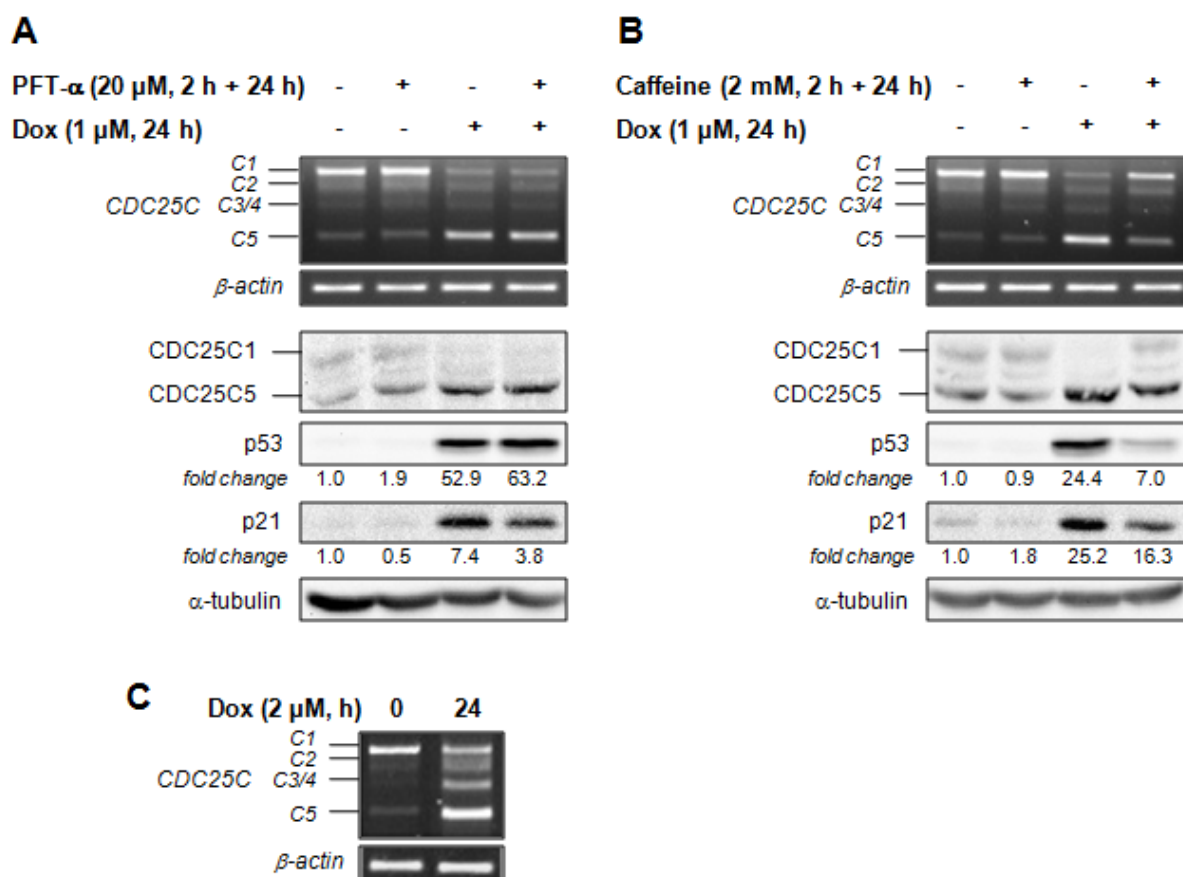 A
PFT-α (20 µM, 2 h + 24 h) - + - +
Dox (1 µM, 24 h) - - + +
C1
C2
CDC25C C3/4
C5
β-actin
CDC25C1
CDC25C5
p53
fold change 1.0 1.9 52.9 63.2
p21
fold change 1.0 0.5 7.4 3.8
α-tubulin
B
Caffeine (2 mM, 2 h + 24 h) - + - +
Dox (1 µM, 24 h) - - + +
C1
C2
CDC25C C3/4
C5
β-actin
CDC25C1
CDC25C5
p53
fold change 1.0 0.9 24.4 7.0
p21
fold change 1.0 1.8 25.2 16.3
α-tubulin
C
Dox (2 µM, h) 0 24
C1
C2
CDC25C C3/4
C5
β-actin